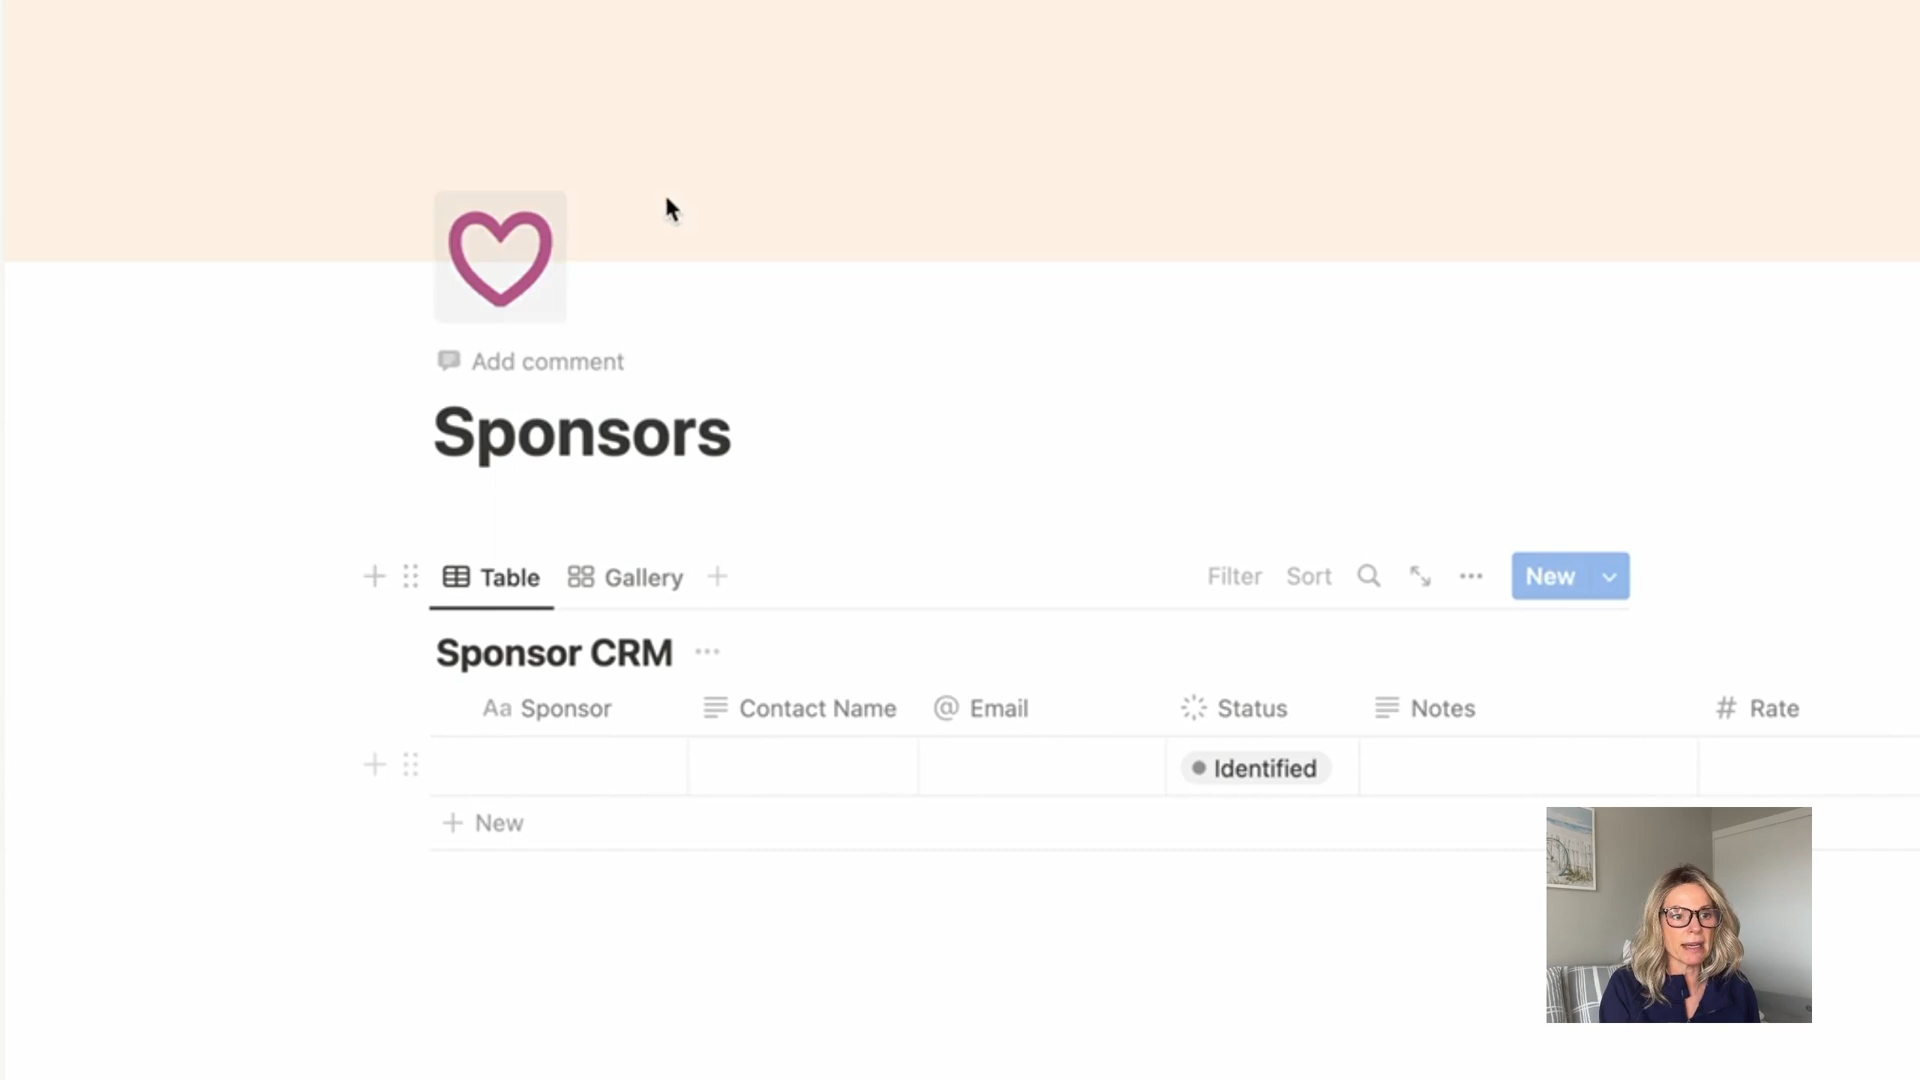 Add comment
Sponsors
Table Gallery Filter Sort New
Sponsor CRM
Aa Sponsor Contact Name @ Email Status Notes # Rate
Identified
+ New